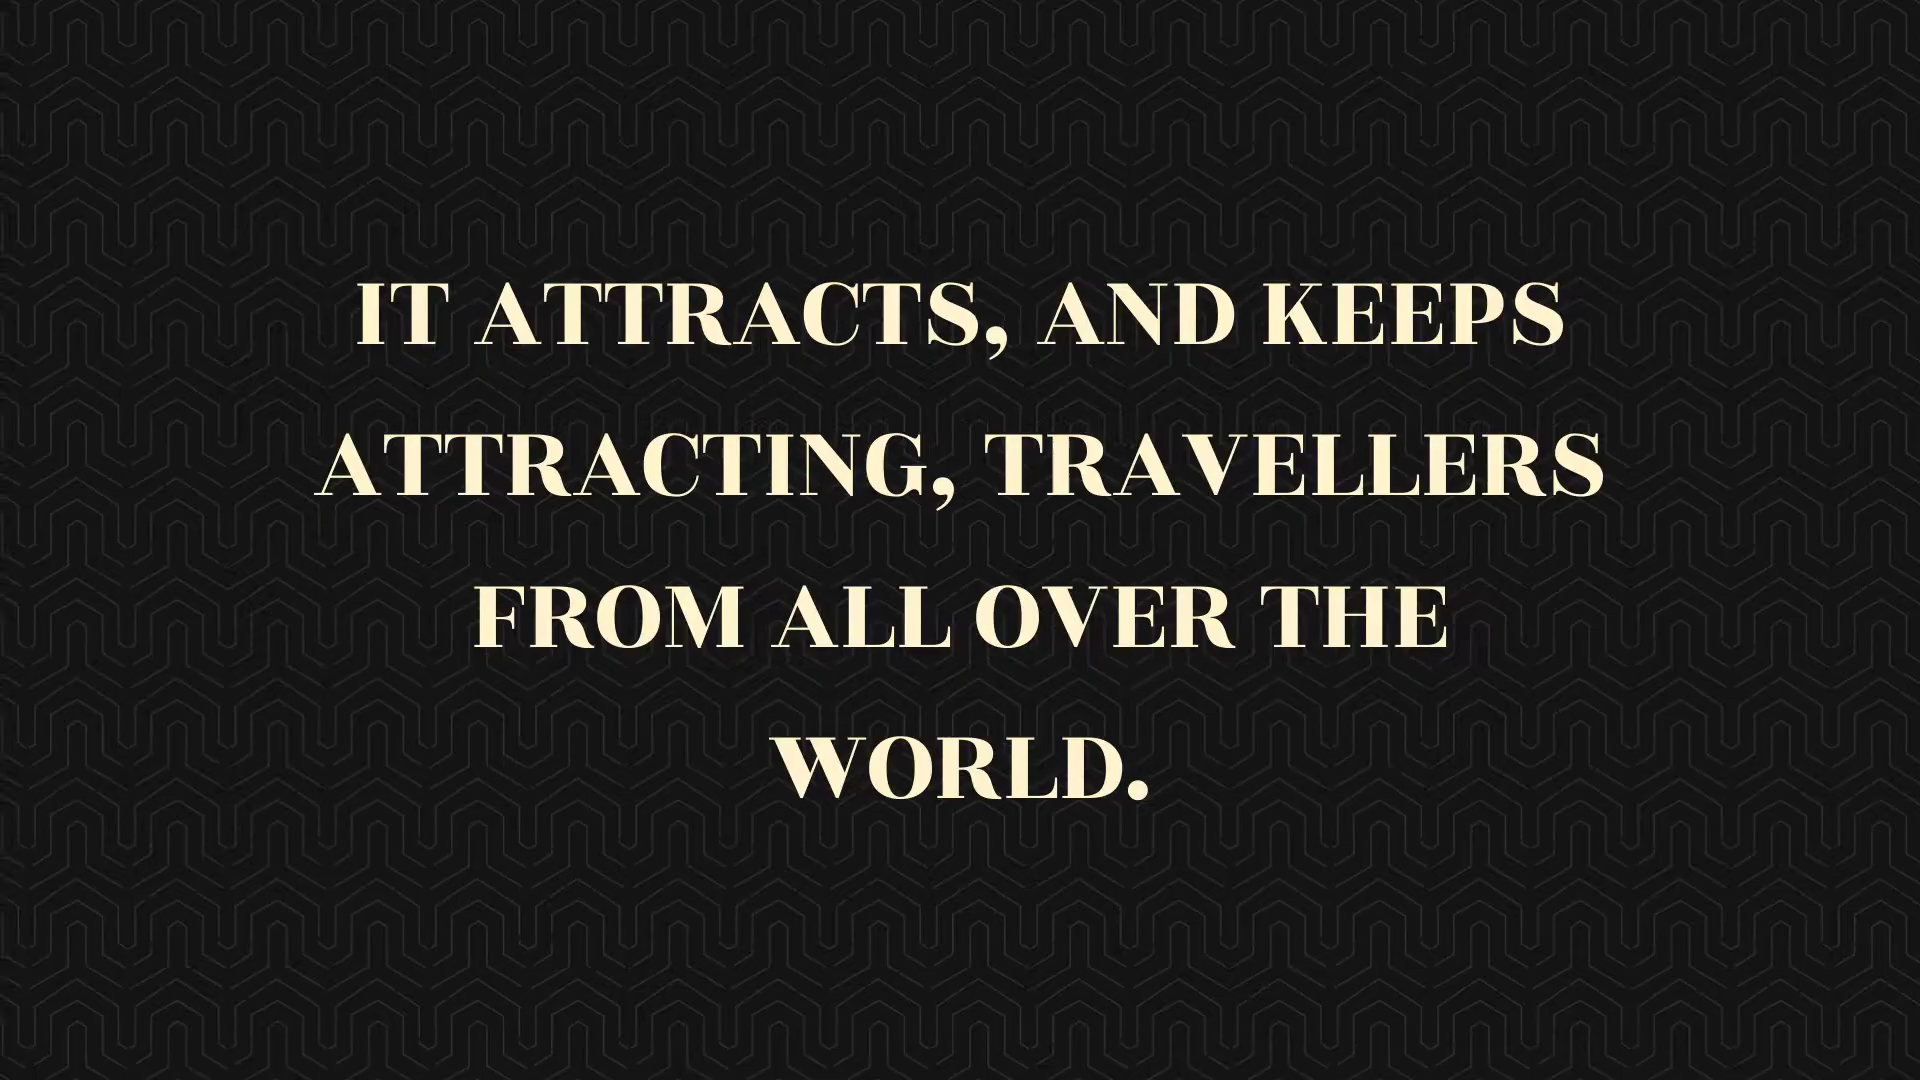 IT ATTRACTS, AND KEEPS
ATTRACTING, TRAVELLERS
FROM ALL OVER THE
WORLD.